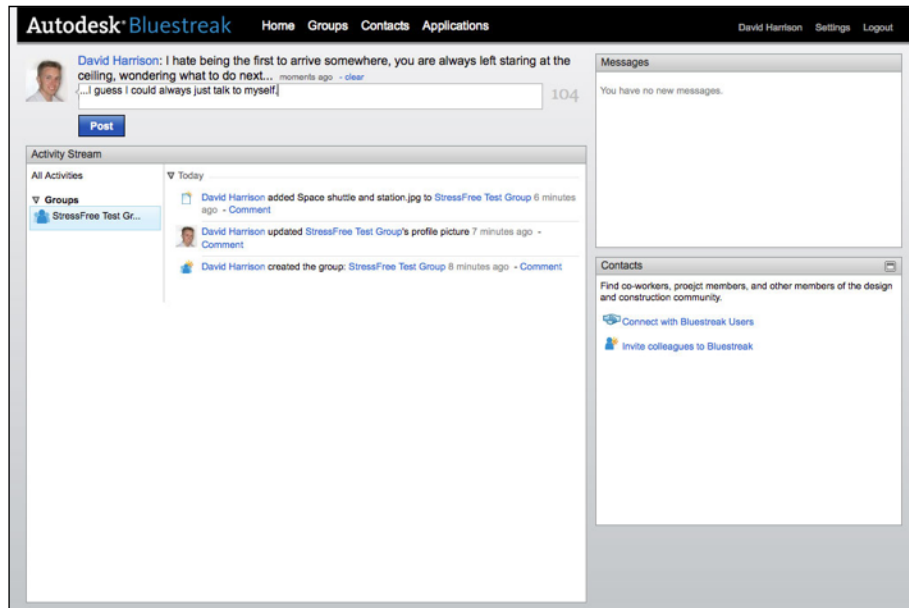 Autodesk® Bluestreak Home Groups Contacts Applications David Harrison Settings Logout
David Harrison: I hate being the first to arrive somewhere, you are always left staring at the
ceiling, wondering what to do next... moments ago - clear
...I guess I could always just talk to myself.
104
Post
Activity Stream
All Activities
Groups
StressFree Test Gr...
Today
David Harrison added Space shuttle and station.jpg to StressFree Test Group 6 minutes
ago - Comment
David Harrison updated StressFree Test Group's profile picture 7 minutes ago -
Comment
David Harrison created the group: StressFree Test Group 8 minutes ago - Comment
Messages
You have no new messages.
Contacts
Find co-workers, proejct members, and other members of the design
and construction community.
Connect with Bluestreak Users
Invite colleagues to Bluestreak